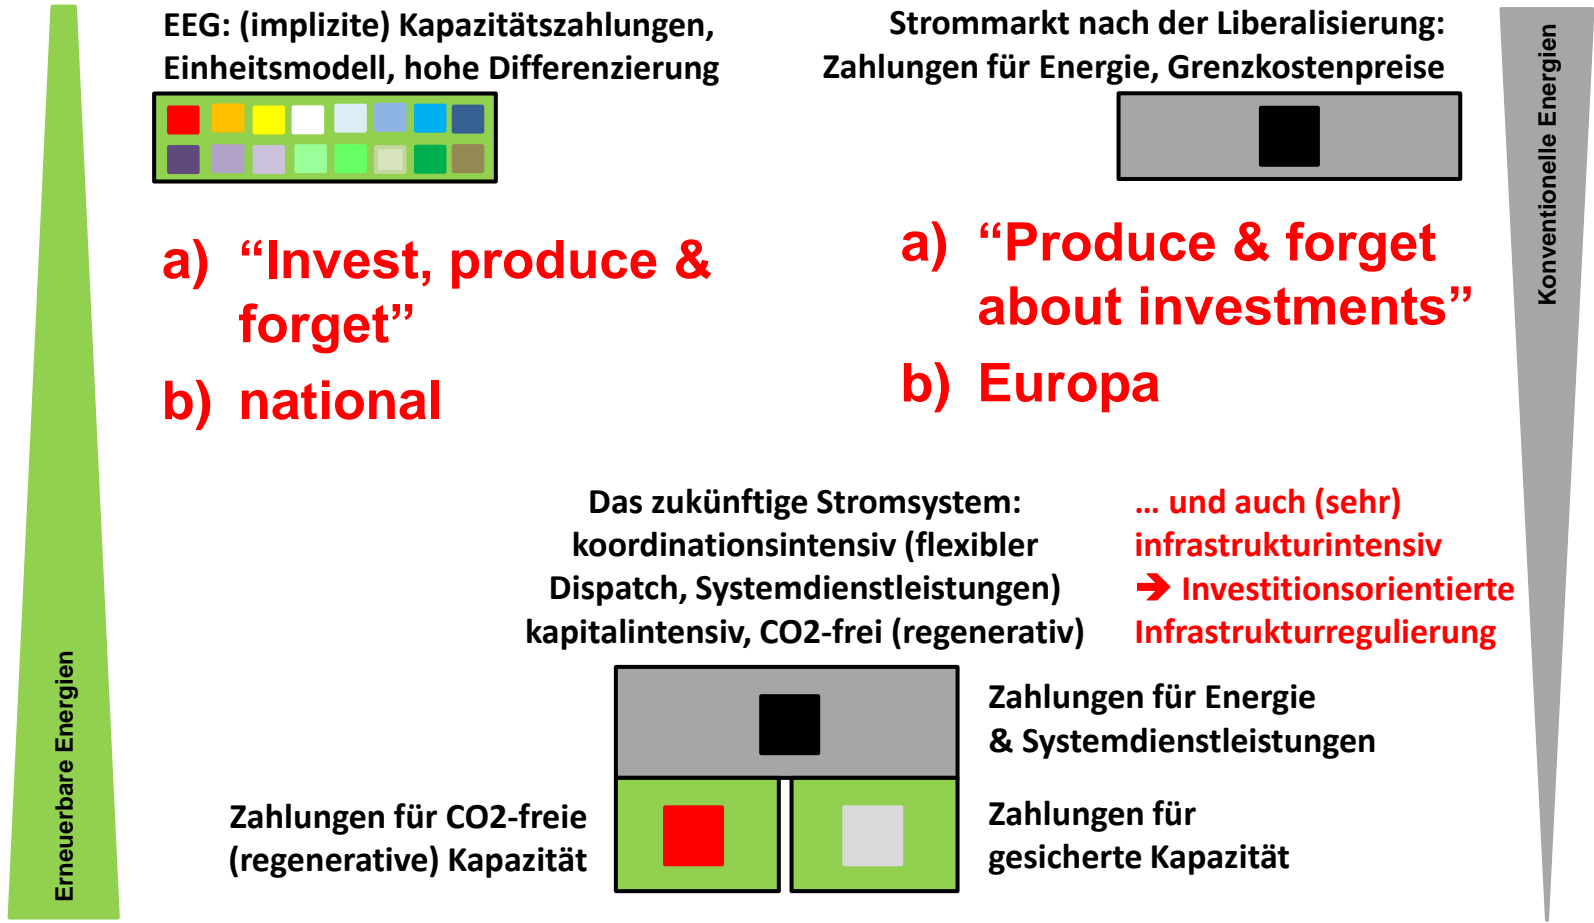 EEG: (implizite) Kapazitätszahlungen,
Einheitsmodell, hohe Differenzierung
Strommarkt nach der Liberalisierung:
Zahlungen für Energie, Grenzkostenpreise
Konventionelle Energien
a) “Invest, produce &
forget”
b) national
a) “Produce & forget
about investments”
b) Europa
Das zukünftige Stromsystem:
koordinationsintensiv (flexibler
Dispatch, Systemdienstleistungen)
kapitalintensiv, CO2-frei (regenerativ)
... und auch (sehr)
infrastrukturintensiv
➔ Investitionsorientierte
Infrastrukturregulierung
Erneuerbare Energien
Zahlungen für Energie
& Systemdienstleistungen
Zahlungen für CO2-freie
(regenerative) Kapazität
Zahlungen für
gesicherte Kapazität